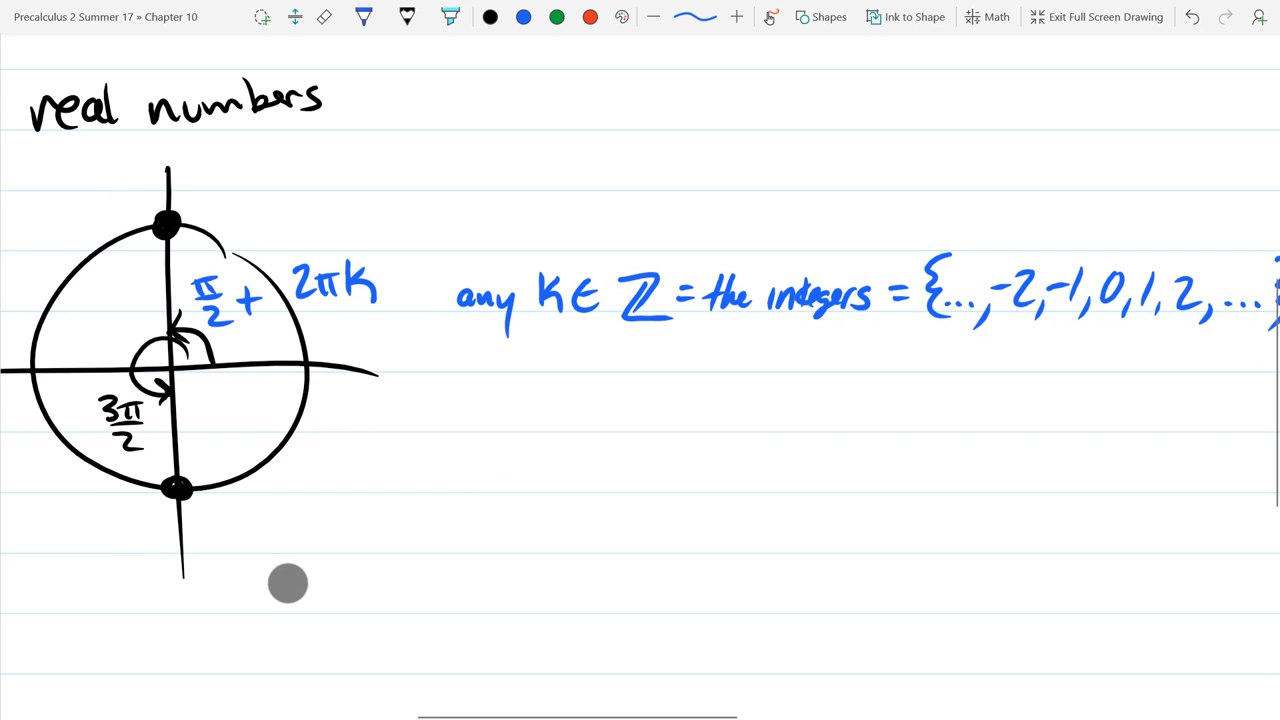 Precalculus 2 Summer 17 » Chapter 10
Shapes
Ink to Shape
Math
Exit Full Screen Drawing
real numbers
π/2 + 2πk
any k ∈ ℤ = the integers = {..., -2, -1, 0, 1, 2, ...}
3π/2